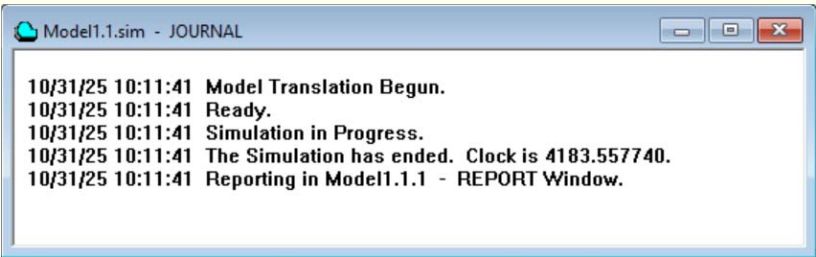 Model1.1.sim - JOURNAL
10/31/25 10:11:41 Model Translation Begun.
10/31/25 10:11:41 Ready.
10/31/25 10:11:41 Simulation in Progress.
10/31/25 10:11:41 The Simulation has ended. Clock is 4183.557740.
10/31/25 10:11:41 Reporting in Model1.1.1 - REPORT Window.